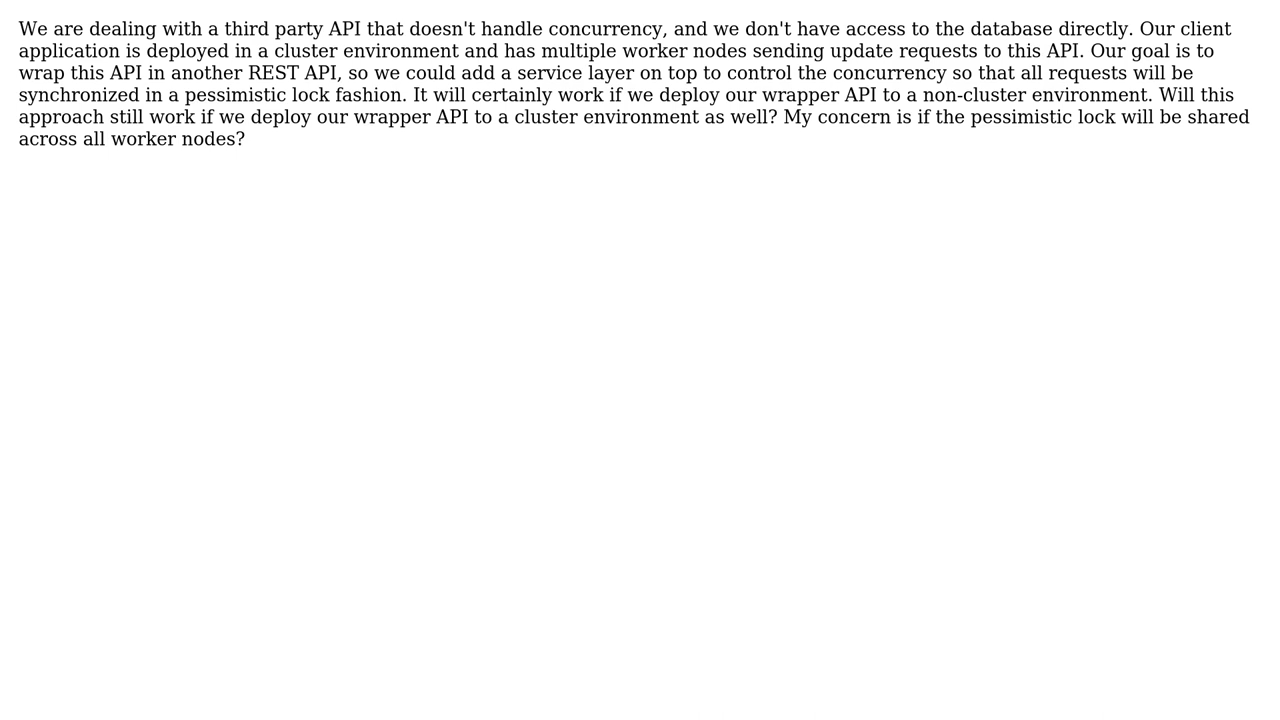 We are dealing with a third party API that doesn't handle concurrency, and we don't have access to the database directly. Our client
application is deployed in a cluster environment and has multiple worker nodes sending update requests to this API. Our goal is to
wrap this API in another REST API, so we could add a service layer on top to control the concurrency so that all requests will be
synchronized in a pessimistic lock fashion. It will certainly work if we deploy our wrapper API to a non-cluster environment. Will this
approach still work if we deploy our wrapper API to a cluster environment as well? My concern is if the pessimistic lock will be shared
across all worker nodes?